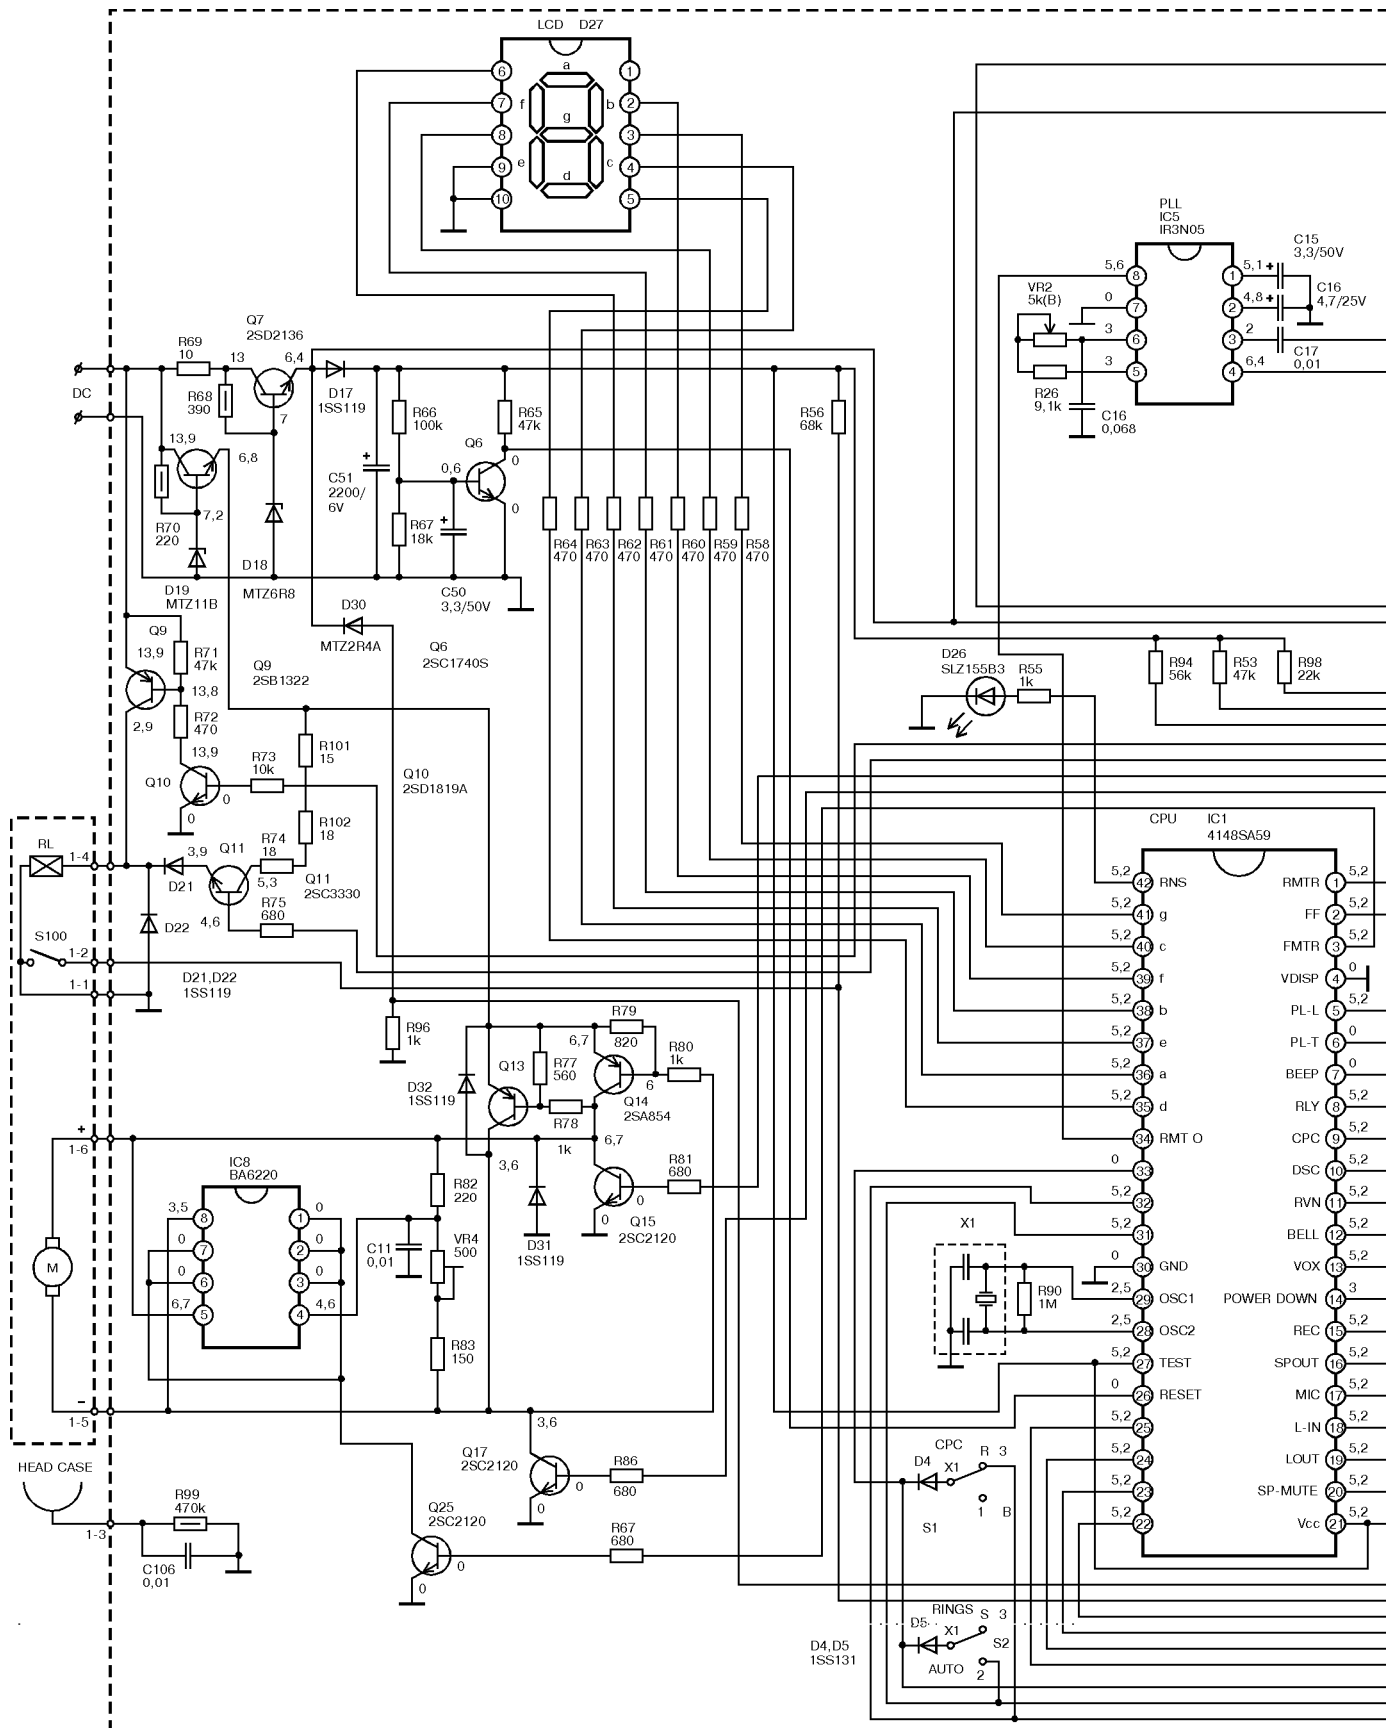 LCD D27
6
a
1
7
f
b
2
g
8
3
9
e
c
4
d
10
5
PLL
IC5
IR3N05
C15
3,3/50V
5,6
8
1
5,1 +
VR2
5k(B)
0
7
2
4,8 +
C16
4,7/25V
3
6
3
2
3
5
4
6,4
C17
0,01
R26
9,1k
C16
0,068
Q7
2SD2136
R69
10
13
6,4
DC
R68
390
7
D17
1SS119
R66
100k
R65
47k
R56
68k
13,9
6,8
Q6
0
+
0,6
C51
2200/
6V
0
R70
220
7,2
R67
18k
+
D18
D19
MTZ11B
MTZ6R8
C50
3,3/50V
R64
470
R63
470
R62
470
R61
470
R60
470
R59
470
R58
470
D30
MTZ2R4A
Q6
2SC1740S
Q9
13,9
R71
47k
Q9
2SB1322
13,8
2,9
R72
470
D26
SLZ155B3
R55
1k
R94
56k
R53
47k
R98
22k
13,9
R73
10k
R101
15
Q10
0
Q10
2SD1819A
0
R102
18
RL
1-4
3,9
Q11
R74
18
D21
5,3
Q11
2SC3330
R75
680
4,6
D22
S100
1-2
1-1
D21,D22
1SS119
CPU IC1
4148SA59
5,2
42
RNS
RMTR
1
5,2
5,2
41
g
FF
2
5,2
5,2
40
c
FMTR
3
5,2
5,2
39
f
VDISP
4
0
5,2
38
b
PL-L
5
5,2
5,2
37
e
PL-T
6
0
5,2
36
a
BEEP
7
0
5,2
35
d
RLY
8
5,2
34
RMT O
CPC
9
5,2
0
33
DSC
10
5,2
5,2
32
RVN
11
5,2
5,2
31
BELL
12
5,2
0
30
GND
VOX
13
5,2
2,5
29
OSC1
POWER DOWN
14
3
2,5
28
OSC2
REC
15
5,2
5,2
27
TEST
SPOUT
16
5,2
0
26
RESET
MIC
17
5,2
5,2
25
L-IN
18
5,2
5,2
24
LOUT
19
5,2
5,2
23
SP-MUTE
20
5,2
5,2
22
Vcc
21
5,2
R96
1k
R79
820
6,7
R80
1k
Q13
R77
560
6
D32
1SS119
Q14
2SA854
R78
1k
+
1-6
6,7
3,6
IC8
BA6220
R82
220
R81
680
0
3,5
8
1
0
0
7
2
0
0
6
3
0
6,7
5
4
4,6
M
C11
0,01
VR4
500
D31
1SS119
0
Q15
2SC2120
X1
R90
1M
R83
150
−
1-5
3,6
HEAD CASE
Q17
2SC2120
0
R86
680
0
CPC
R 3
D4
X1
1
B
S1
R99
470k
1-3
Q25
2SC2120
R67
680
0
0
C106
0,01
RINGS
S 3
D5
X1
S2
AUTO
2
D4,D5
1SS131